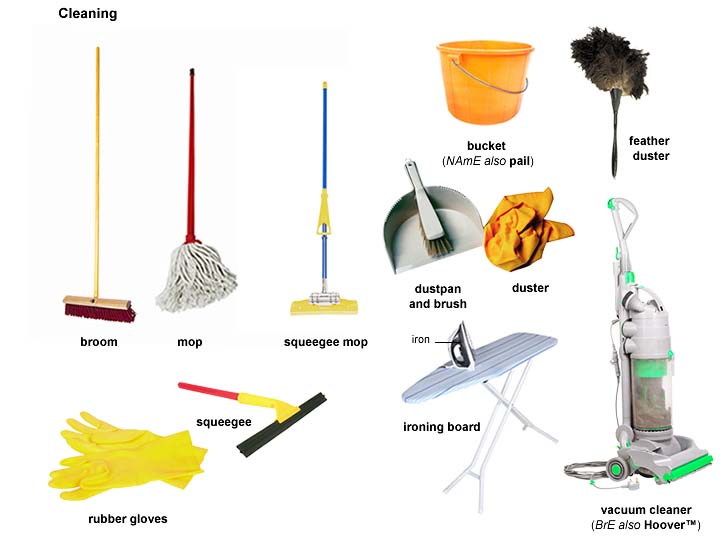 Cleaning
bucket
(NAmE also pail)
feather
duster
dustpan
and brush
duster
broom
mop
squeegee mop
iron
squeegee
ironing board
rubber gloves
vacuum cleaner
(BrE also Hoover™)